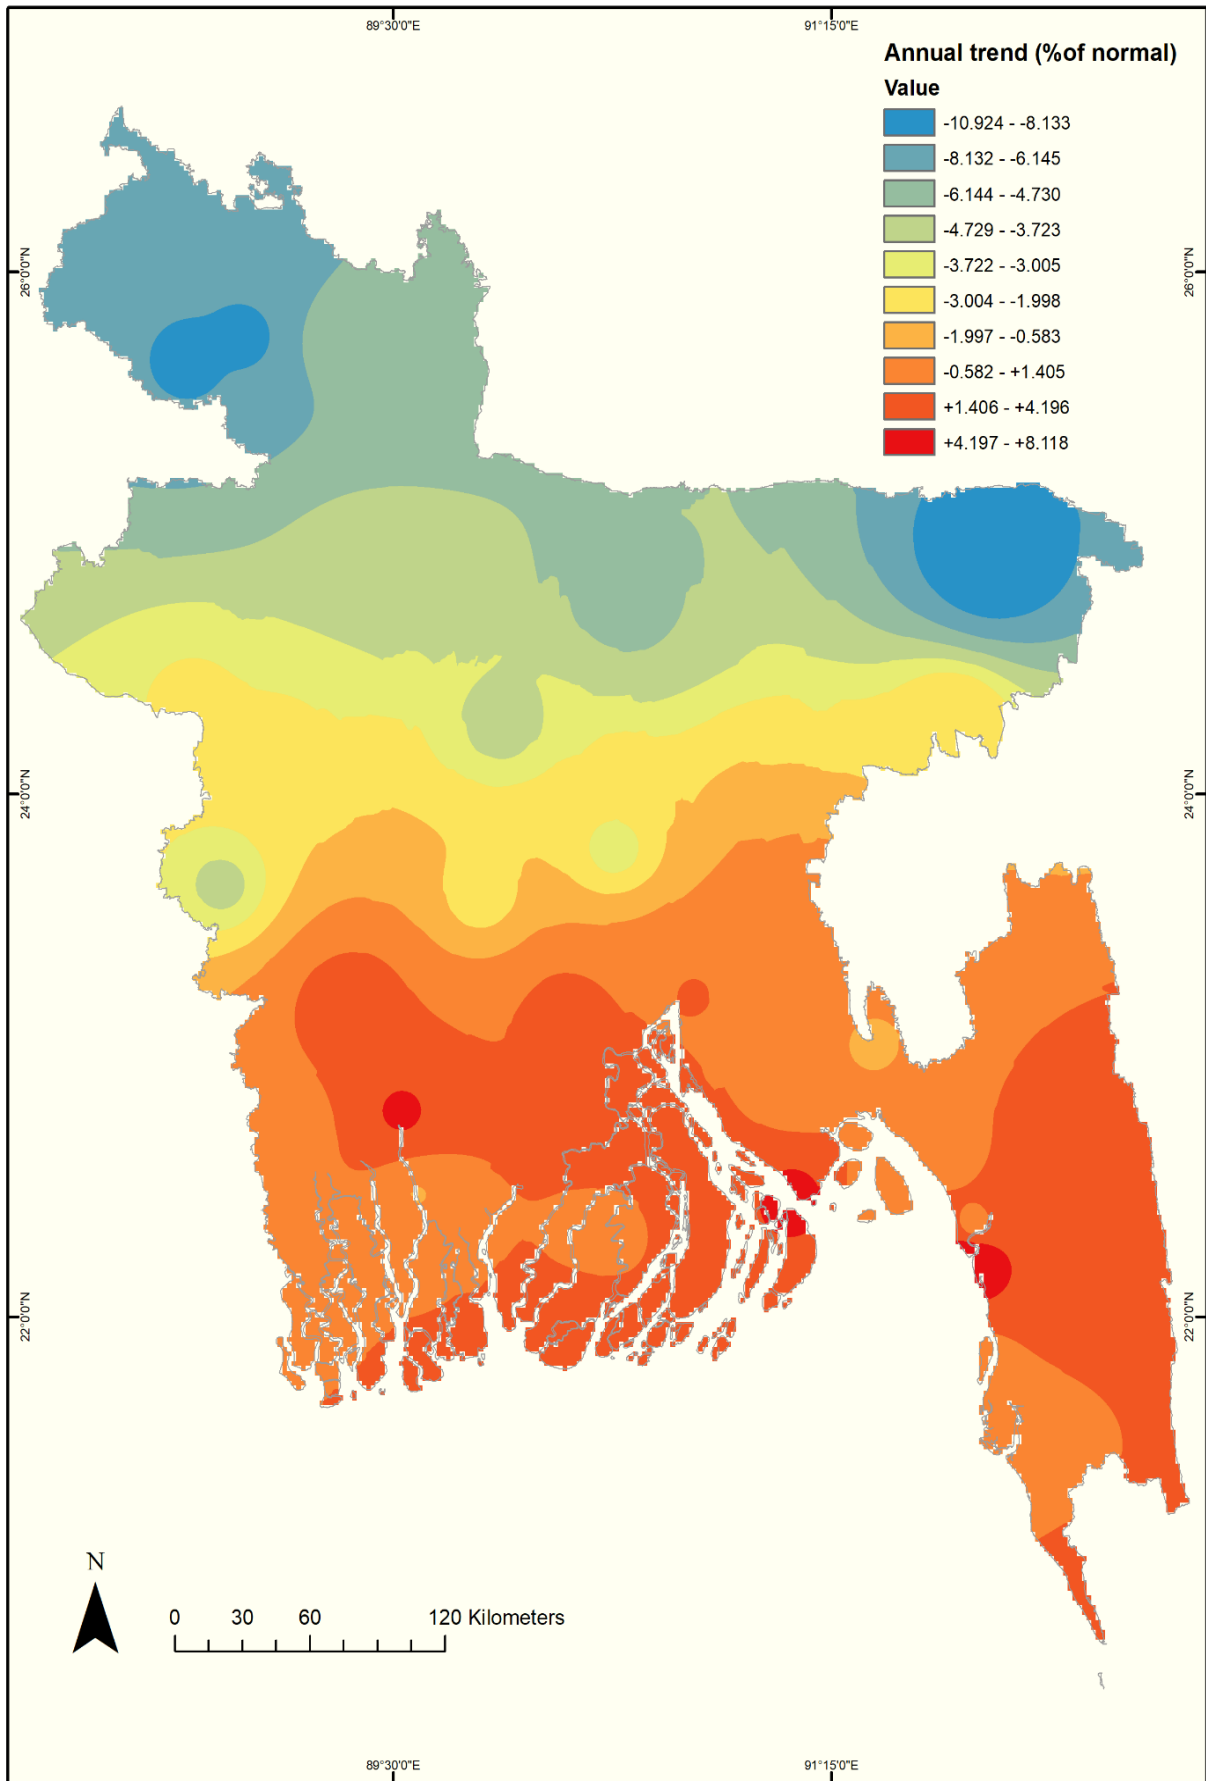 89°30'0"E
91°15'0"E
Annual trend (%of normal)
Value
-10.924 - -8.133
-8.132 - -6.145
-6.144 - -4.730
-4.729 - -3.723
-3.722 - -3.005
-3.004 - -1.998
-1.997 - -0.583
-0.582 - +1.405
+1.406 - +4.196
+4.197 - +8.118
26°0'0"N
26°0'0"N
24°0'0"N
24°0'0"N
22°0'0"N
22°0'0"N
N
0 30 60 120 Kilometers
89°30'0"E
91°15'0"E